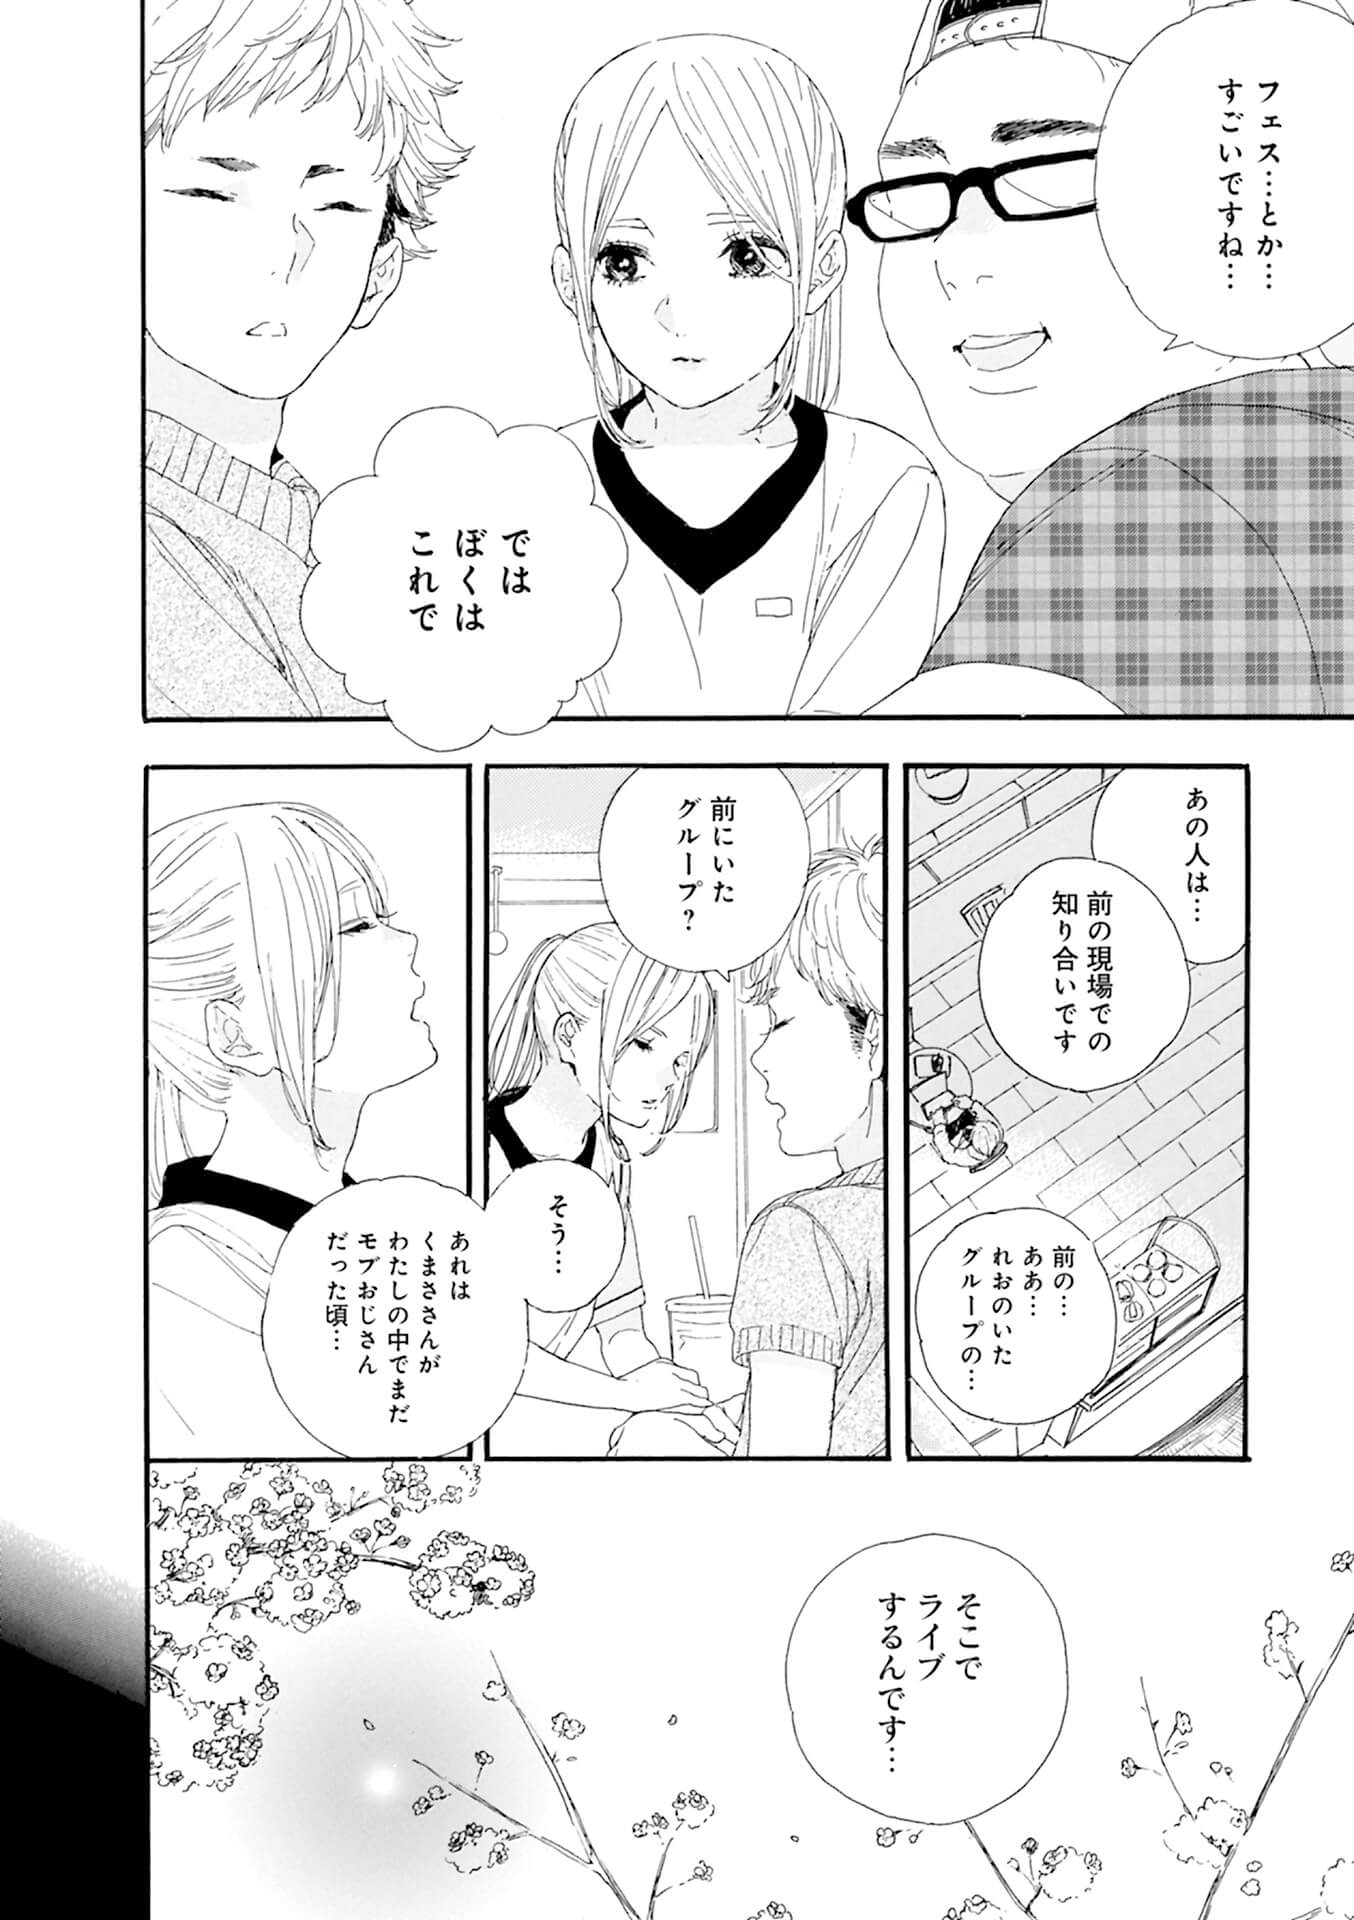 フェス…とか…
すごいですね…
では
ぼくは
これで
あの人は…
前の現場での
知り合いです
前の…
ああ…
れおのいた
グループの…
前にいた
グループ？
そう…
あれは
くまささんが
わたしの中でまだ
モブおじさん
だった頃…
そこで
ライブ
するんです…